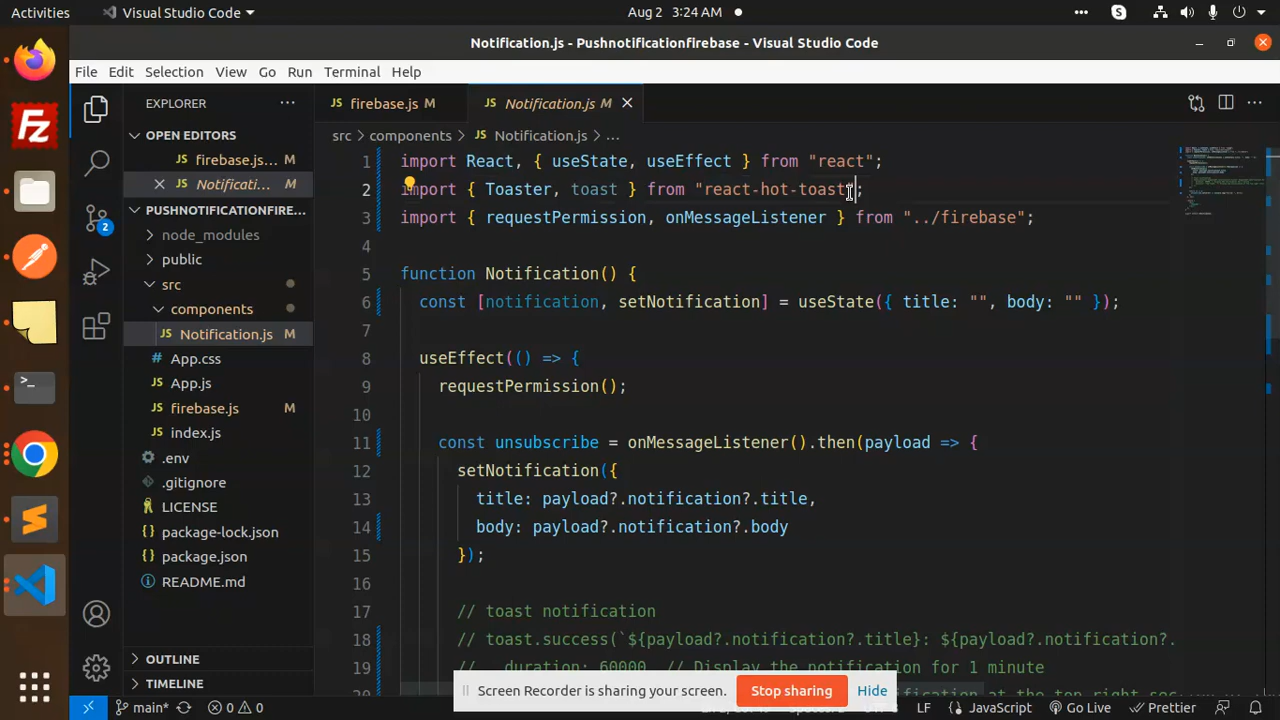 Activities
Visual Studio Code
Aug 2 3:24 AM
Notification.js - Pushnotificationfirebase - Visual Studio Code
File Edit Selection View Go Run Terminal Help
EXPLORER
firebase.js M
Notification.js M
OPEN EDITORS
src > components > JS Notification.js > ...
JS firebase.js... M
JS Notificati... M
PUSHNOTIFICATIONFIRE...
node_modules
public
src
components
JS Notification.js M
# App.css
JS App.js
JS firebase.js M
JS index.js
.env
.gitignore
LICENSE
{} package-lock.json
{} package.json
README.md
OUTLINE
TIMELINE
1 import React, { useState, useEffect } from "react";
2 import { Toaster, toast } from "react-hot-toast";
3 import { requestPermission, onMessageListener } from "../firebase";
4
5 function Notification() {
6 const [notification, setNotification] = useState({ title: "", body: "" });
7
8 useEffect(() => {
9 requestPermission();
10
11 const unsubscribe = onMessageListener().then(payload => {
12 setNotification({
13 title: payload?.notification?.title,
14 body: payload?.notification?.body
15 });
16
17 // toast notification
18 // toast.success(`${payload?.notification?.title}: ${payload?.notification?.
19 // duration: 60000, // Display the notification for 1 minute
Screen Recorder is sharing your screen.
Stop sharing
Hide
main*
0 0
LF
JavaScript
Go Live
Prettier